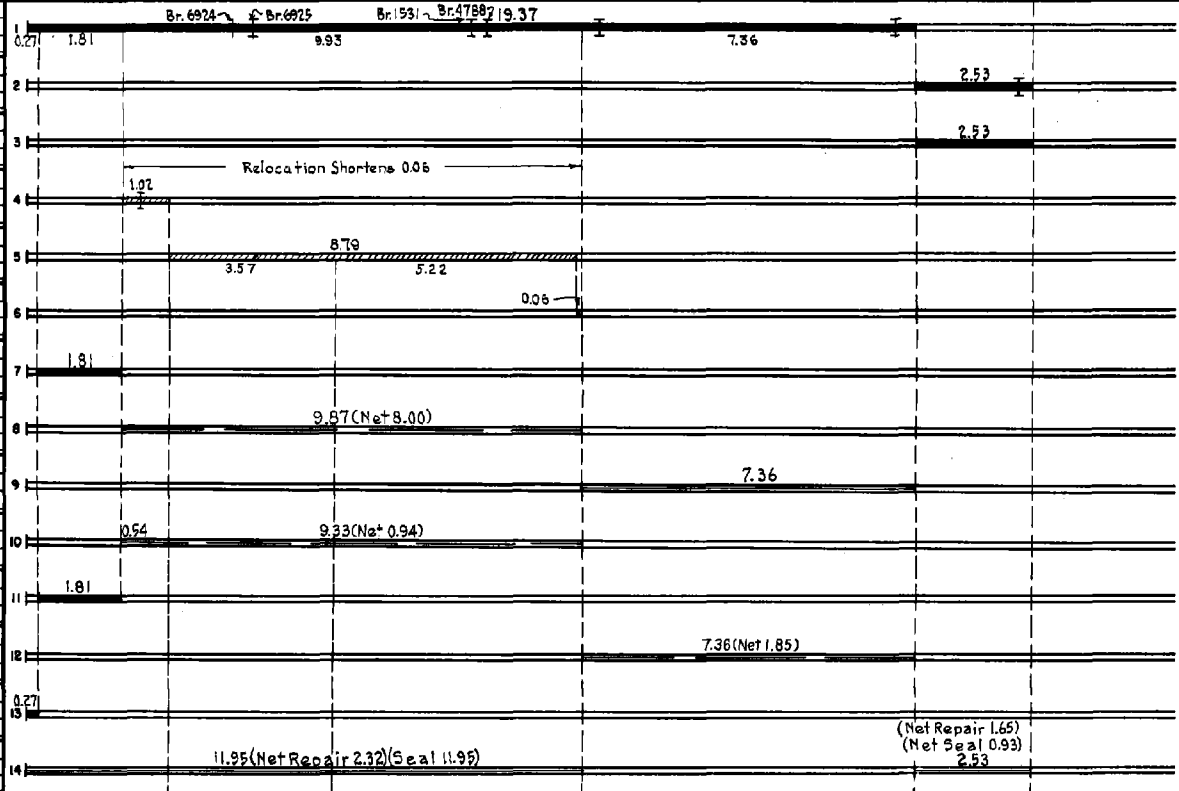 Br. 6924 Br. 6925 Br. 1531 Br. 4788 19.37
1
0.27 1.81 9.93 7.36
2.53
2
2.53
3
Relocation Shortens 0.06
1.02
4
8.79
5
3.57 5.22
0.06
6
1.81
7
9.87 (Net 8.00)
8
7.36
9
0.54 9.33 (Net 0.94)
10
1.81
11
7.36 (Net 1.85)
12
0.27
13
(Net Repair 1.65)
(Net Seal 0.93)
11.95 (Net Repair 2.32) (Seal 11.95) 2.53
14